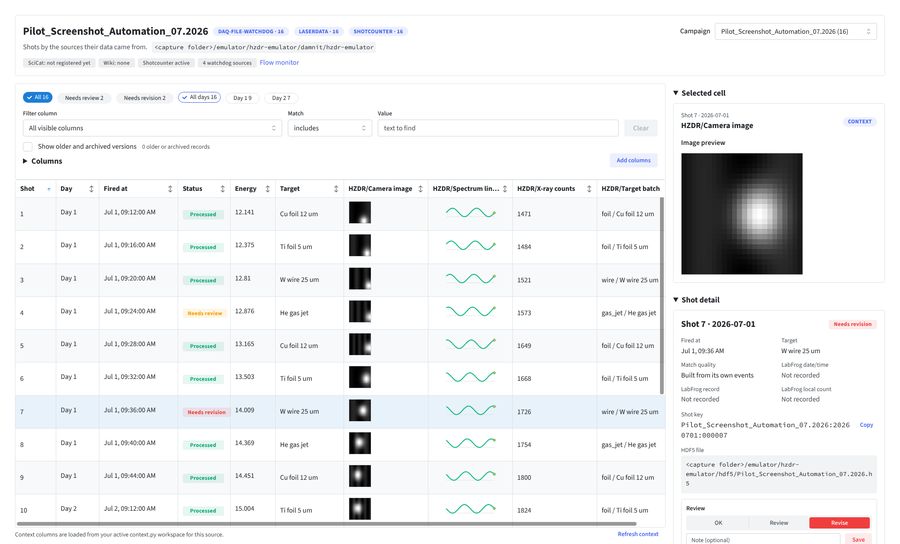 Pilot_Screenshot_Automation_07.2026 DAQ-FILE-WATCHDOG · 16 LASERDATA · 16 SHOTCOUNTER · 16
Shots by the sources their data came from. <capture folder>/emulator/hzdr-emulator/damnit/hzdr-emulator
SciCat: not registered yet Wiki: none Shotcounter active 4 watchdog sources Flow monitor
Campaign Pilot_Screenshot_Automation_07.2026 (16)
All 16 Needs review 2 Needs revision 2 All days 16 Day 1 9 Day 2 7
Filter column Match Value
All visible columns includes text to find Clear
Show older and archived versions 0 older or archived records
Columns Add columns
Shot Day Fired at Status Energy Target HZDR/Camera image HZDR/Spectrum lin... HZDR/X-ray counts HZDR/Target batch
1 Day 1 Jul 1, 09:12:00 AM Processed 12.141 Cu foil 12 um 1471 foil / Cu foil 12 um
2 Day 1 Jul 1, 09:16:00 AM Processed 12.375 Ti foil 5 um 1484 foil / Ti foil 5 um
3 Day 1 Jul 1, 09:20:00 AM Processed 12.81 W wire 25 um 1521 wire / W wire 25 um
4 Day 1 Jul 1, 09:24:00 AM Needs review 12.876 He gas jet 1573 gas_jet / He gas jet
5 Day 1 Jul 1, 09:28:00 AM Processed 13.165 Cu foil 12 um 1649 foil / Cu foil 12 um
6 Day 1 Jul 1, 09:32:00 AM Processed 13.503 Ti foil 5 um 1668 foil / Ti foil 5 um
7 Day 1 Jul 1, 09:36:00 AM Needs revision 14.009 W wire 25 um 1726 wire / W wire 25 um
8 Day 1 Jul 1, 09:40:00 AM Processed 14.369 He gas jet 1754 gas_jet / He gas jet
9 Day 1 Jul 1, 09:44:00 AM Processed 14.451 Cu foil 12 um 1800 foil / Cu foil 12 um
10 Day 2 Jul 2, 09:12:00 AM Processed 15.004 Ti foil 5 um 1824 foil / Ti foil 5 um
Context columns are loaded from your active context.py workspace for this source. Refresh context
Selected cell
Shot 7 · 2026-07-01
HZDR/Camera image CONTEXT
Image preview
Shot detail
Shot 7 · 2026-07-01 Needs revision
Fired at Target
Jul 1, 09:36 AM W wire 25 um
Match quality LabFrog date/time
Built from its own events Not recorded
LabFrog record LabFrog local count
Not recorded Not recorded
Shot key
Pilot_Screenshot_Automation_07.2026:2026 Copy
0701:000007
HDF5 file
<capture folder>/emulator/hzdr-
emulator/hdf5/Pilot_Screenshot_Automation_07.2026.h
5
Review
OK Review Revise
Note (optional) Save